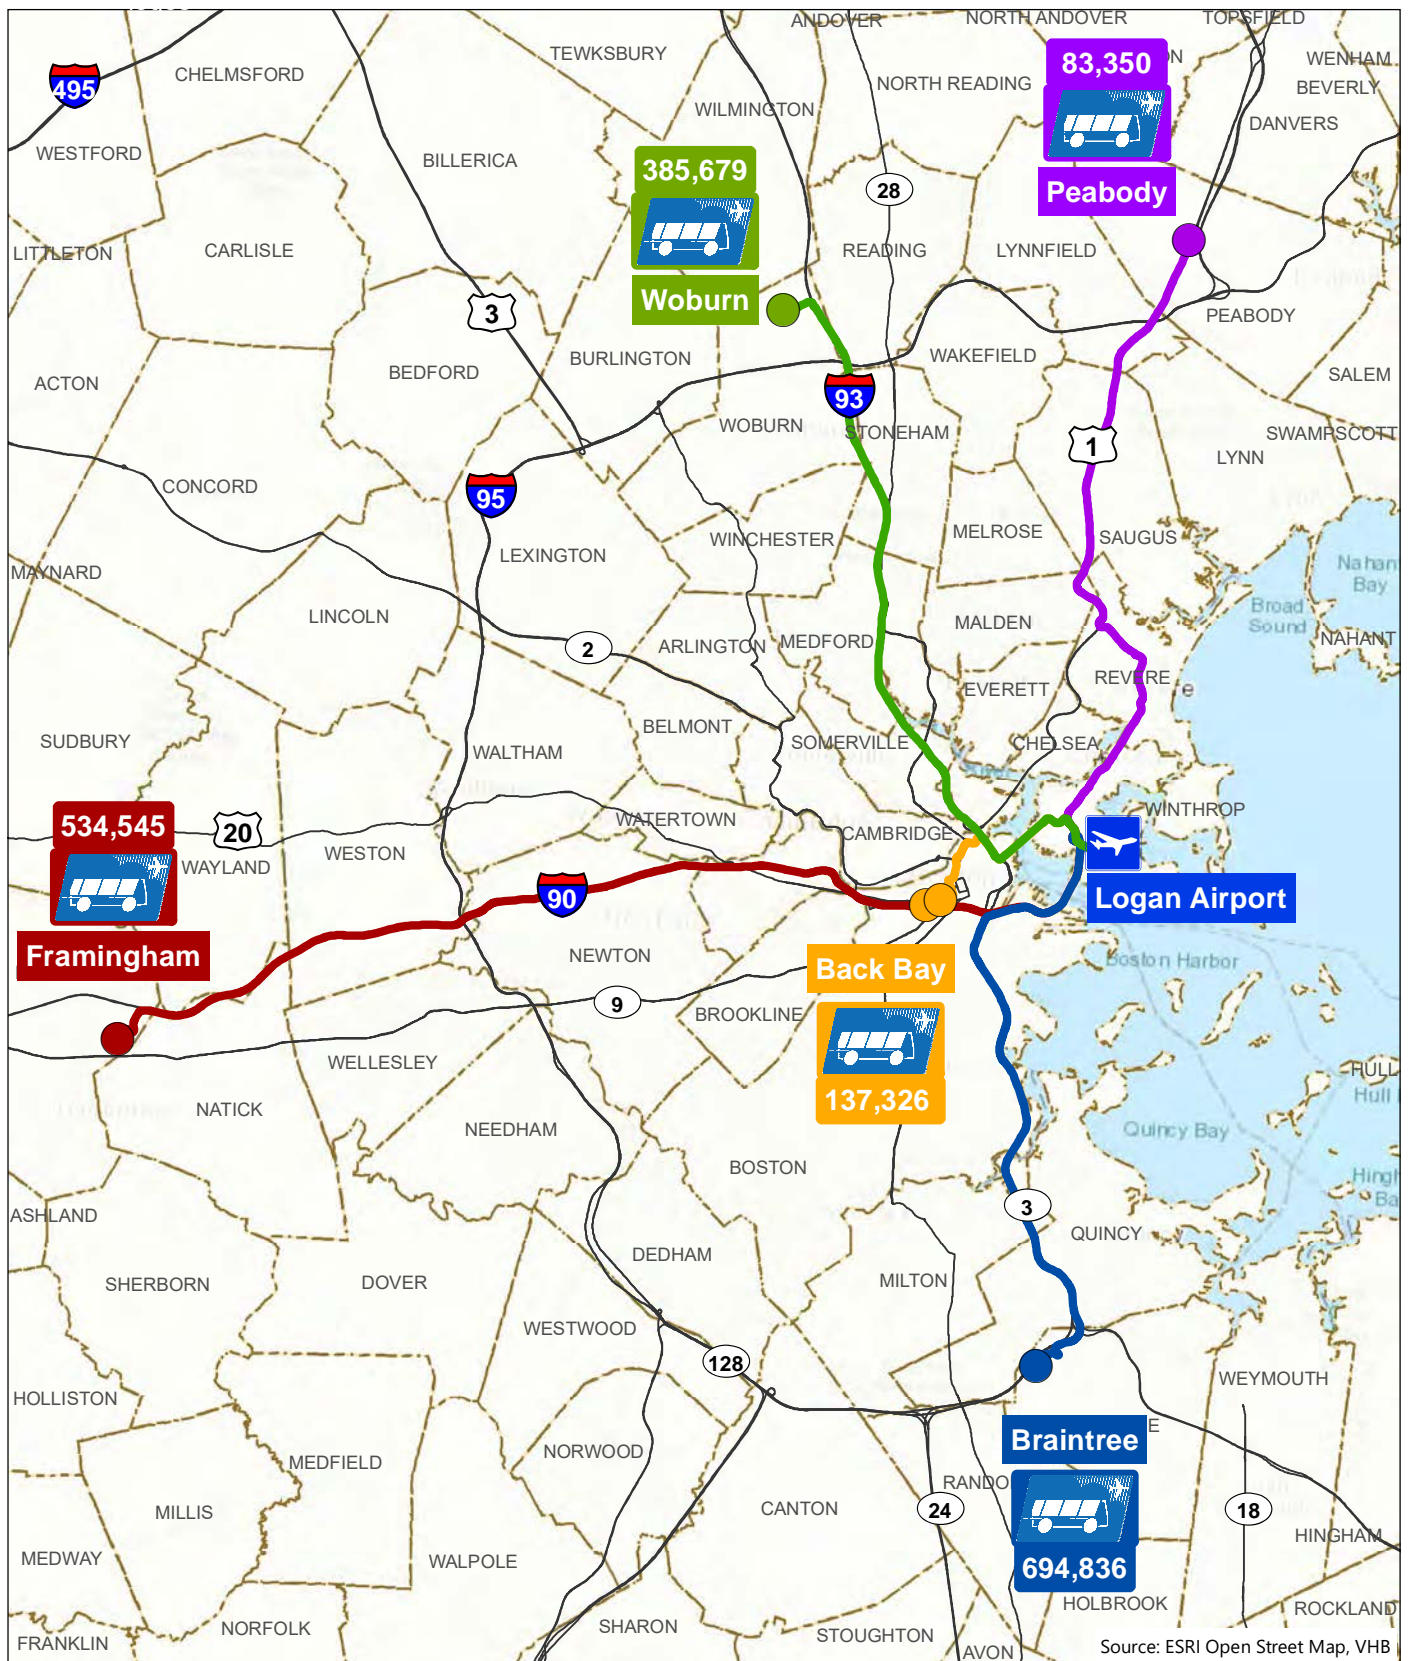 ANDOVER
NORTH ANDOVER
TOPSFIELD
TEWKSBURY
83,350
WENHAM
CHELMSFORD
495
NORTH READING
BEVERLY
WILMINGTON
DANVERS
WESTFORD
BILLERICA
385,679
28
Peabody
LITTLETON
CARLISLE
READING
LYNNFIELD
Woburn
3
PEABODY
BURLINGTON
WAKEFIELD
BEDFORD
ACTON
SALEM
93
WOBURN
STONEHAM
SWAMPSCOTT
1
LYNN
CONCORD
95
WINCHESTER
MELROSE
SAUGUS
LEXINGTON
MAYNARD
Nahant
Bay
Broad
Sound
LINCOLN
MALDEN
NAHANT
2
ARLINGTON
MEDFORD
REVERE
EVERETT
BELMONT
SUDBURY
WALTHAM
SOMERVILLE
CHELSEA
534,545
20
WATERTOWN
CAMBRIDGE
WINTHROP
WAYLAND
WESTON
90
Logan Airport
Framingham
NEWTON
Back Bay
Boston Harbor
9
BROOKLINE
WELLESLEY
HULL
137,326
NATICK
NEEDHAM
Quincy Bay
BOSTON
3
ASHLAND
QUINCY
DEDHAM
SHERBORN
DOVER
MILTON
WESTWOOD
128
HOLLISTON
WEYMOUTH
Braintree
E
NORWOOD
MEDFIELD
RANDO
MILLIS
CANTON
24
18
HINGHAM
MEDWAY
WALPOLE
694,836
HOLBROOK
ROCKLAND
NORFOLK
SHARON
STOUGHTON
FRANKLIN
AVON
Source: ESRI Open Street Map, VHB